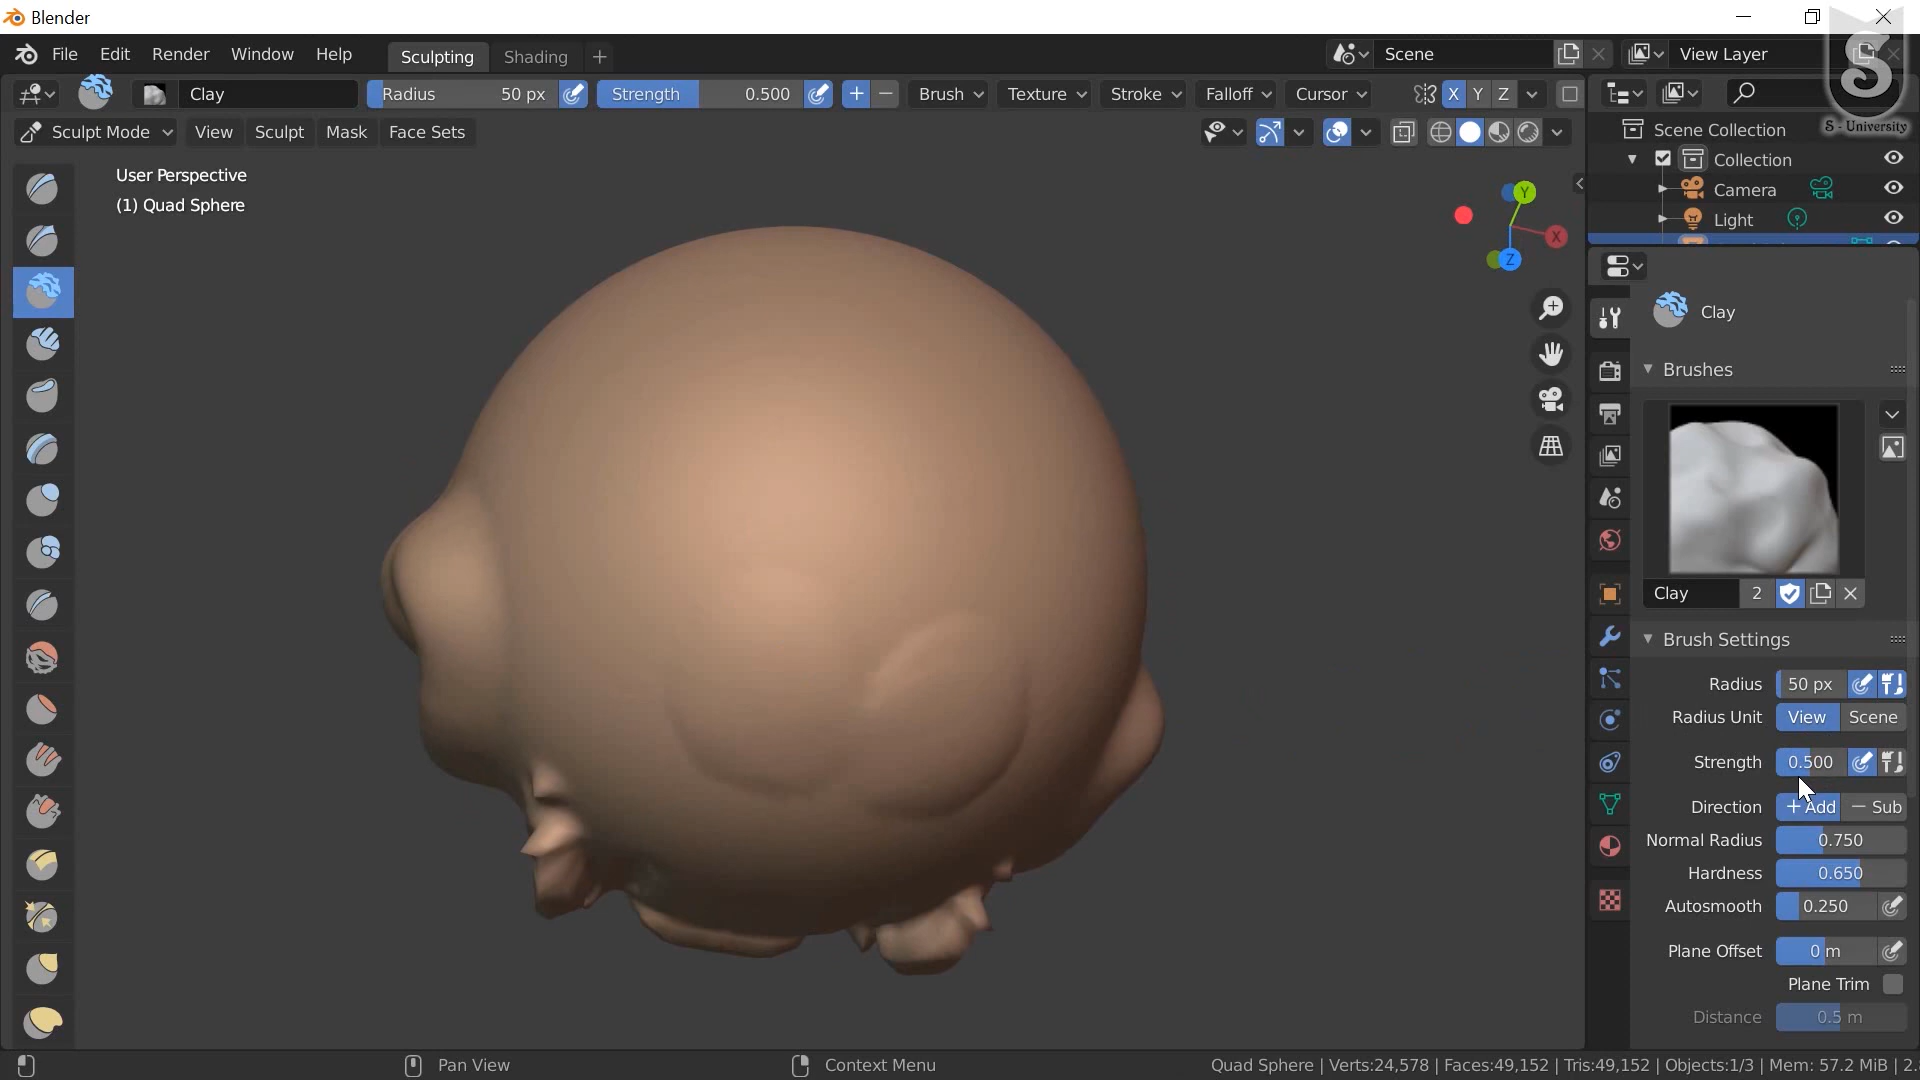 Blender
File Edit Render Window Help Sculpting Shading + Scene View Layer
Clay Radius 50 px Strength 0.500 + − Brush Texture Stroke Falloff Cursor X Y Z
S - University
Sculpt Mode View Sculpt Mask Face Sets
User Perspective
(1) Quad Sphere
Y
X
Z
Scene Collection
Collection
Camera
Light
Clay
Brushes
Clay 2
Brush Settings
Radius 50 px
Radius Unit View Scene
Strength 0.500
Direction + Add − Sub
Normal Radius 0.750
Hardness 0.650
Autosmooth 0.250
Plane Offset 0 m
Plane Trim
Distance 0.5 m
Pan View Context Menu Quad Sphere | Verts:24,578 | Faces:49,152 | Tris:49,152 | Objects:1/3 | Mem: 57.2 MiB | 2.